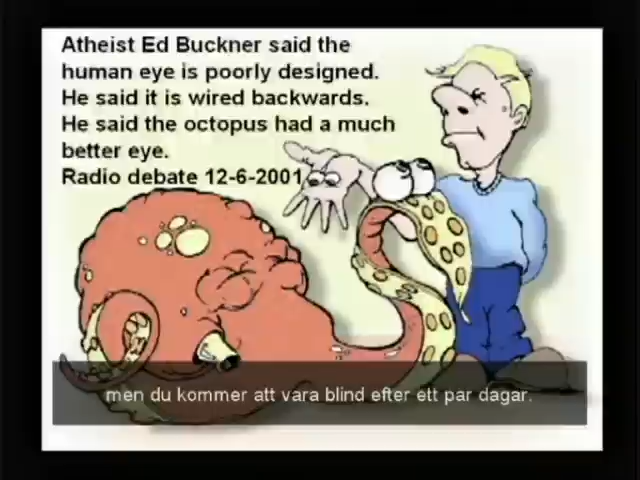 Atheist Ed Buckner said the
human eye is poorly designed.
He said it is wired backwards.
He said the octopus had a much
better eye.
Radio debate 12-6-2001
men du kommer att vara blind efter ett par dagar.